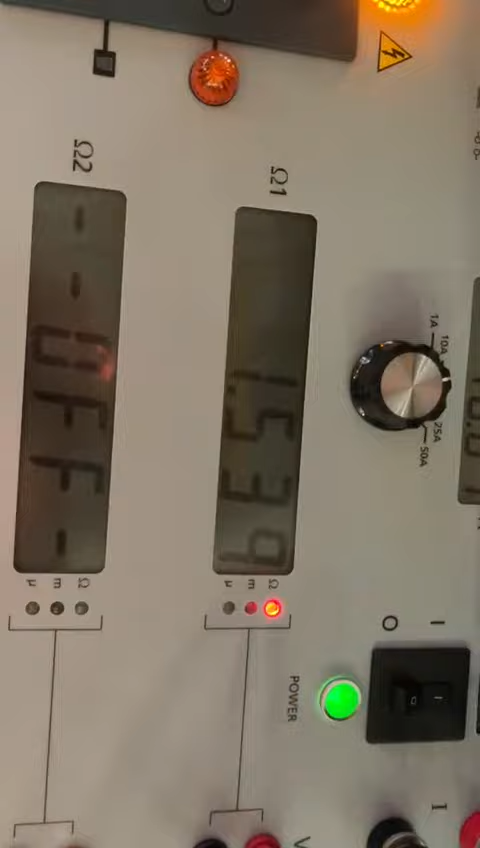 1A 10A 25A 50A
I
O
I
Ω1
1.539
Ω
m
µ
POWER
Ω2
--OFF-
Ω
m
µ